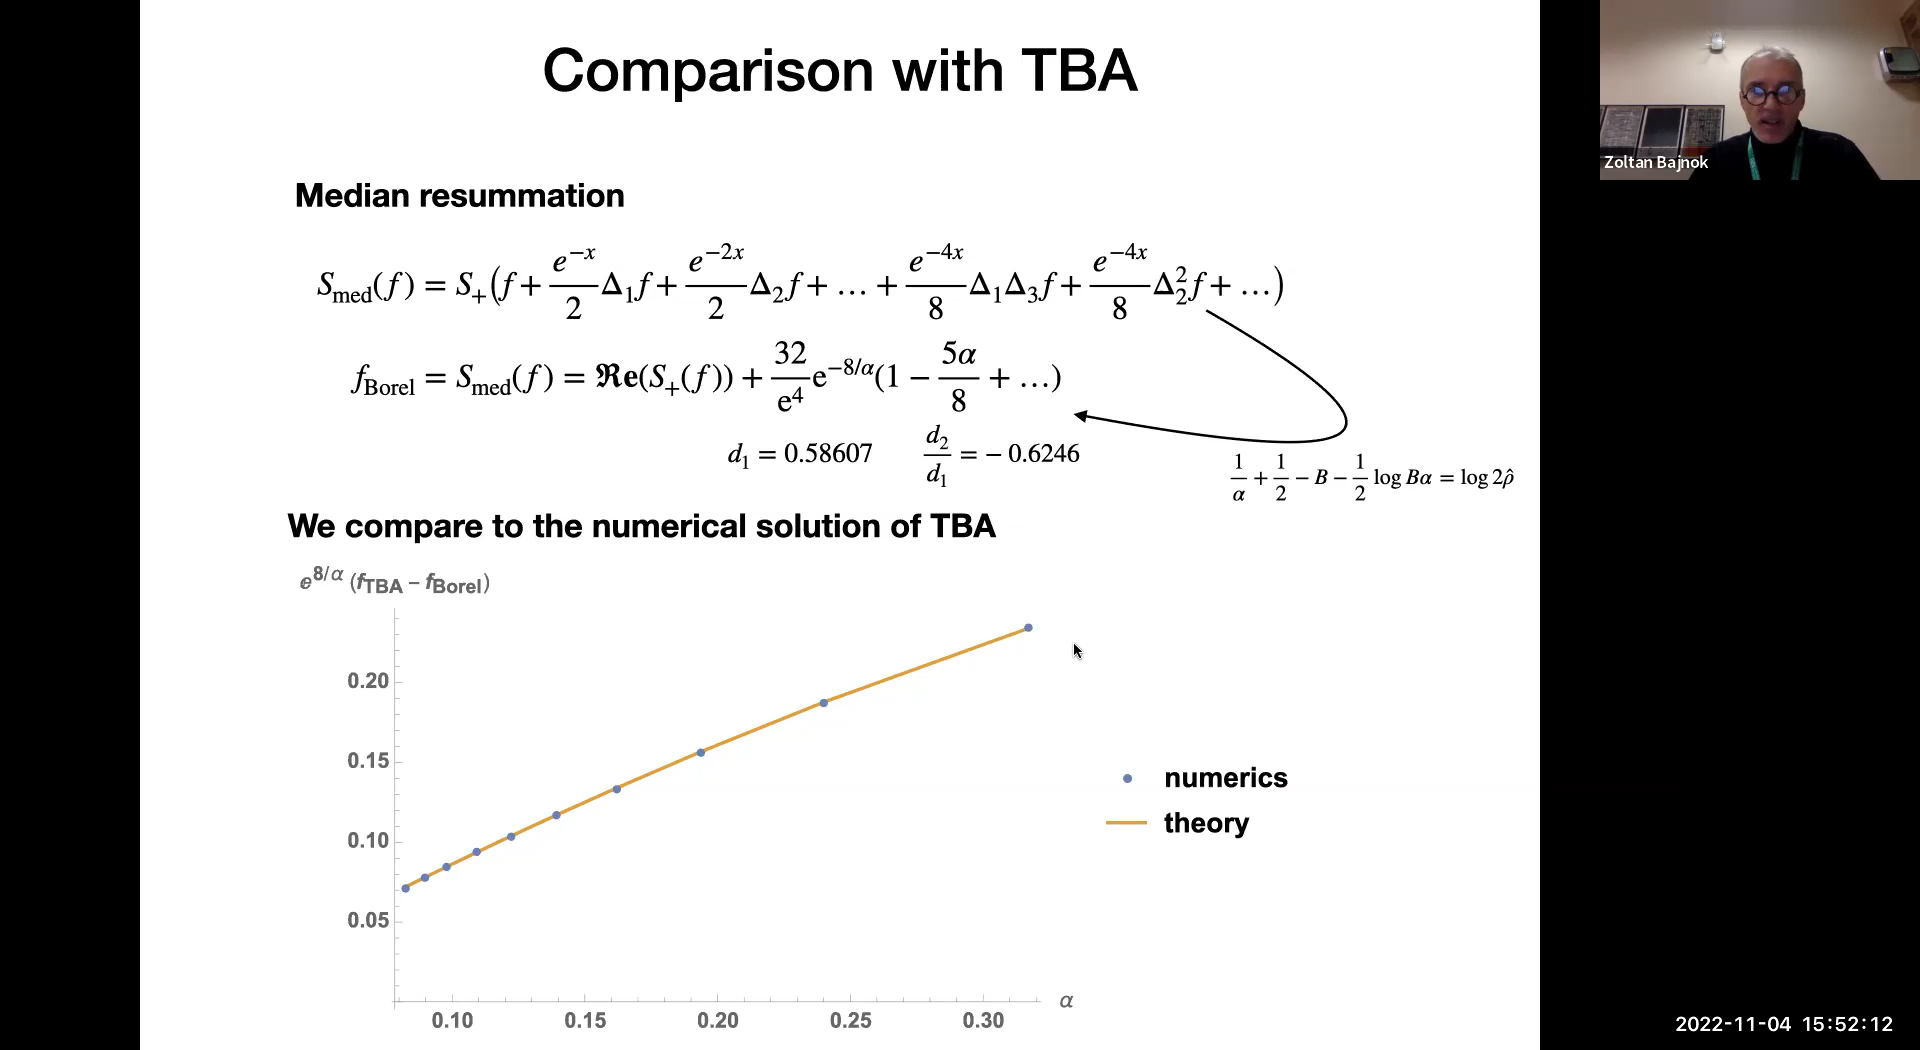 Comparison with TBA
Zoltan Bajnok
Median resummation
S_med(f) = S_+(f + e^{-x}/2 Δ_1 f + e^{-2x}/2 Δ_2 f + … + e^{-4x}/8 Δ_1Δ_3 f + e^{-4x}/8 Δ_2^2 f + …)
f_Borel = S_med(f) = ℜe(S_+(f)) + 32/e^4 e^{-8/α}(1 − 5α/8 + …)
d_1 = 0.58607 d_2/d_1 = − 0.6246
1/α + 1/2 − B − 1/2 log Bα = log 2ρ̂
We compare to the numerical solution of TBA
e^{8/α} (f_TBA − f_Borel)
0.20
0.15
numerics
0.10
theory
0.05
α
0.10 0.15 0.20 0.25 0.30
2022-11-04 15:52:12